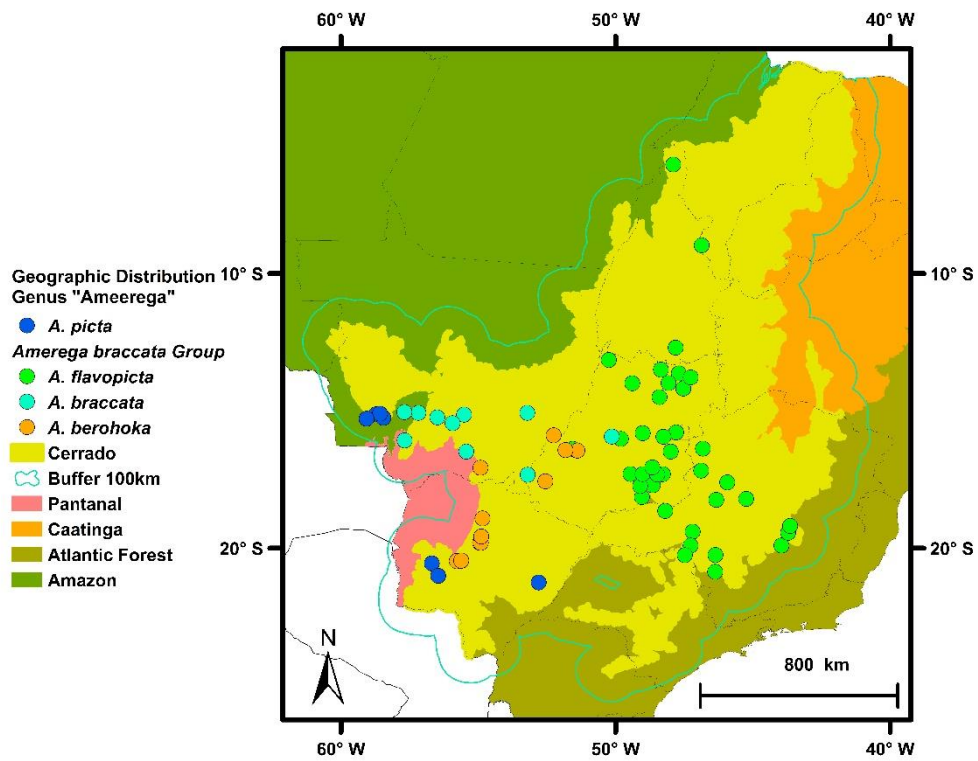 60° W 50° W 40° W
10° S 10° S
20° S 20° S
Geographic Distribution
Genus "Ameerega"
A. picta
Amerega braccata Group
A. flavopicta
A. braccata
A. berohoka
Cerrado
Buffer 100km
Pantanal
Caatinga
Atlantic Forest
Amazon
N
800 km
60° W 50° W 40° W